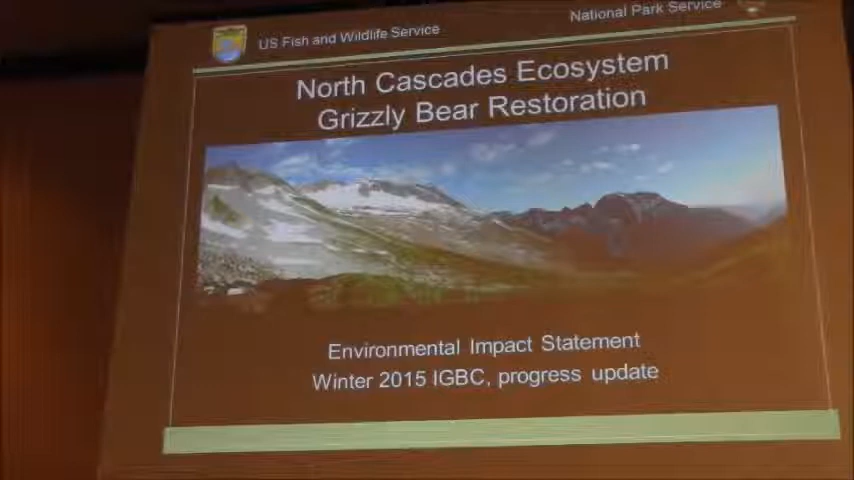 US Fish and Wildlife Service
National Park Service
North Cascades Ecosystem
Grizzly Bear Restoration
Environmental Impact Statement
Winter 2015 IGBC, progress update